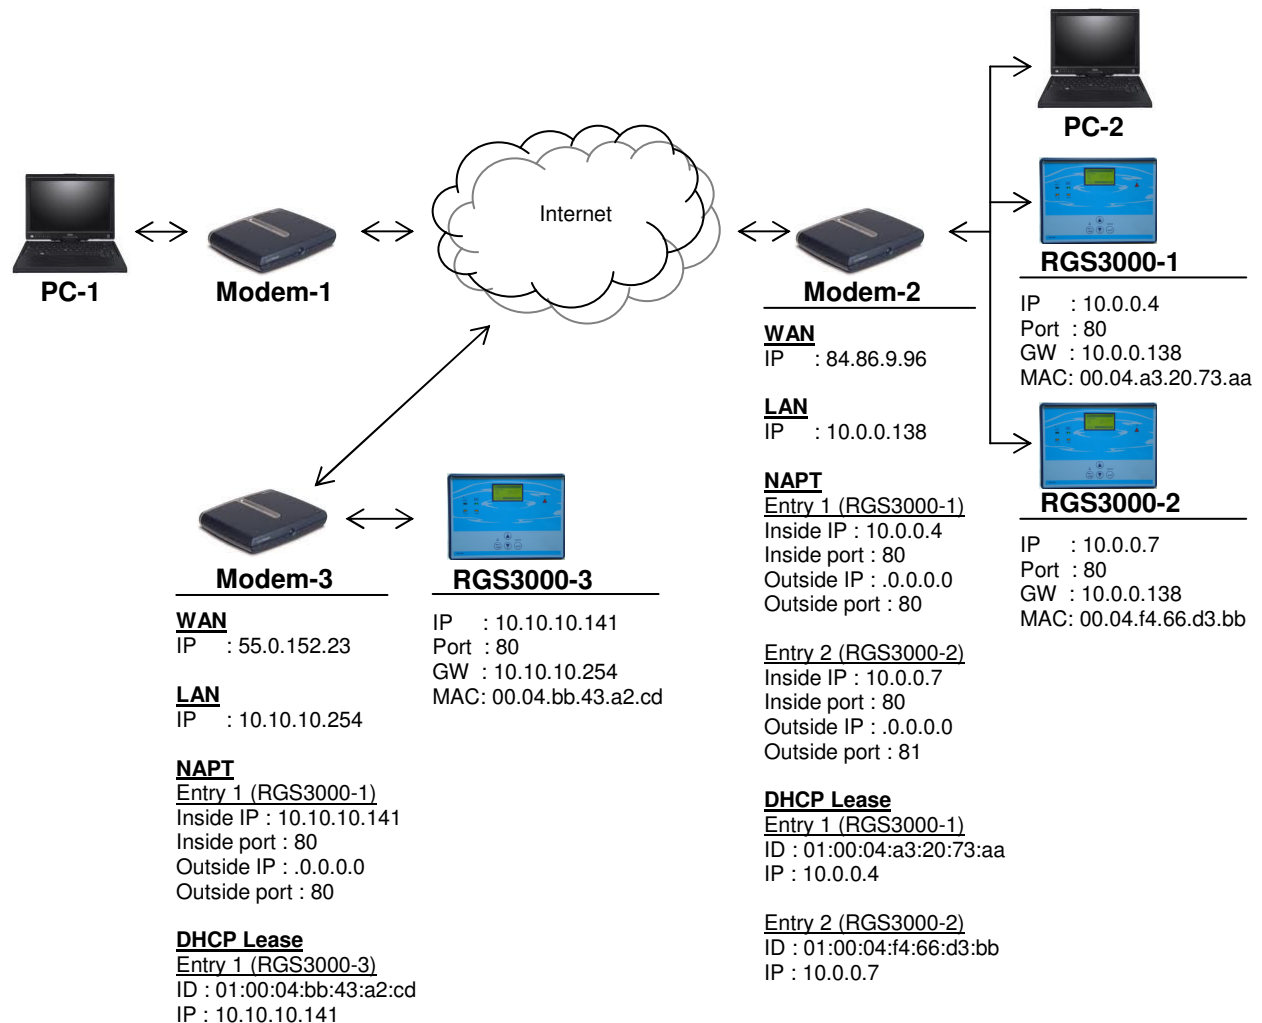 PC-1
Modem-1
Internet
Modem-2
WAN
IP : 84.86.9.96
LAN
IP : 10.0.0.138
NAPT
Entry 1 (RGS3000-1)
Inside IP : 10.0.0.4
Inside port : 80
Outside IP : .0.0.0.0
Outside port : 80
Entry 2 (RGS3000-2)
Inside IP : 10.0.0.7
Inside port : 80
Outside IP : .0.0.0.0
Outside port : 81
DHCP Lease
Entry 1 (RGS3000-1)
ID : 01:00:04:a3:20:73:aa
IP : 10.0.0.4
Entry 2 (RGS3000-2)
ID : 01:00:04:f4:66:d3:bb
IP : 10.0.0.7
PC-2
RGS3000-1
IP : 10.0.0.4
Port : 80
GW : 10.0.0.138
MAC: 00.04.a3.20.73.aa
RGS3000-2
IP : 10.0.0.7
Port : 80
GW : 10.0.0.138
MAC: 00.04.f4.66.d3.bb
Modem-3
WAN
IP : 55.0.152.23
LAN
IP : 10.10.10.254
NAPT
Entry 1 (RGS3000-1)
Inside IP : 10.10.10.141
Inside port : 80
Outside IP : .0.0.0.0
Outside port : 80
DHCP Lease
Entry 1 (RGS3000-3)
ID : 01:00:04:bb:43:a2:cd
IP : 10.10.10.141
RGS3000-3
IP : 10.10.10.141
Port : 80
GW : 10.10.10.254
MAC: 00.04.bb.43.a2.cd